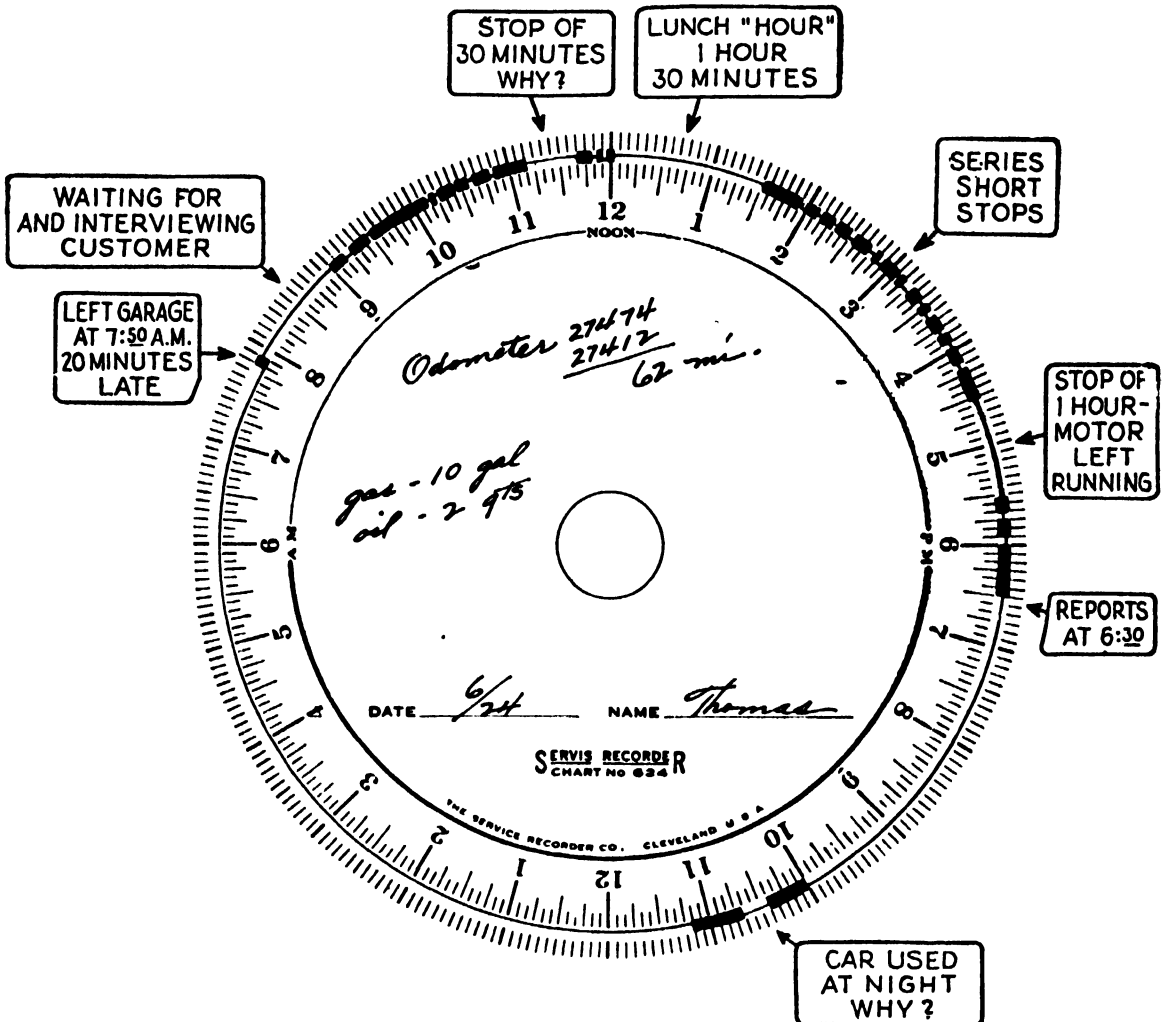 STOP OF
30 MINUTES
WHY?
LUNCH "HOUR"
1 HOUR
30 MINUTES
SERIES
SHORT
STOPS
WAITING FOR
AND INTERVIEWING
CUSTOMER
LEFT GARAGE
AT 7:50 A.M.
20 MINUTES
LATE
STOP OF
1 HOUR-
MOTOR
LEFT
RUNNING
REPORTS
AT 6:30
CAR USED
AT NIGHT
WHY?
12
NOON
1
2
3
4
5
6
PM
7
8
9
10
11
12
1
2
3
4
5
6
AM
7
8
9
10
11
Odometer 27474
27412
62 mi.
gas - 10 gal
oil - 2 qts
DATE 6/24 NAME Thomas
SERVIS RECORDER
CHART NO 624
THE SERVICE RECORDER CO. CLEVELAND U S A